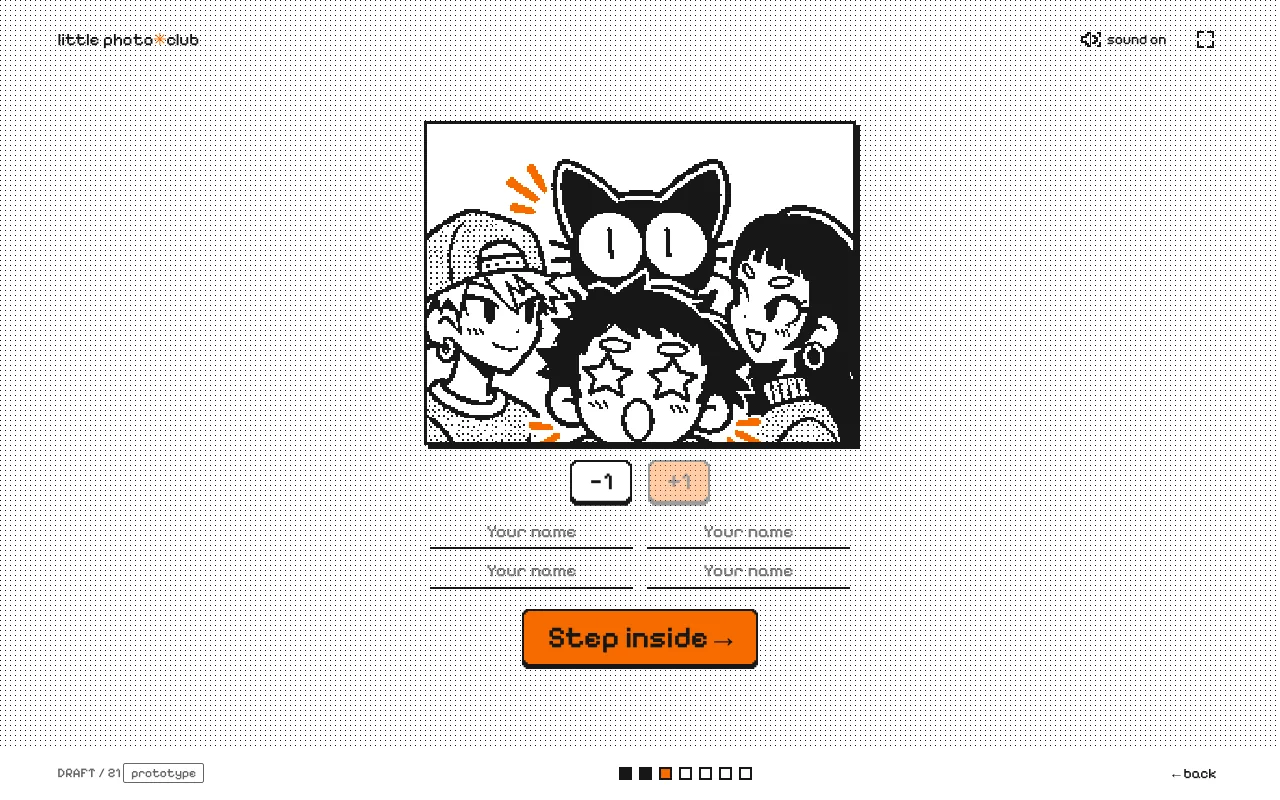 little photo✳club
sound on
-1 +1
Your name Your name
Your name Your name
Step inside →
DRAFT / 21 prototype
←back